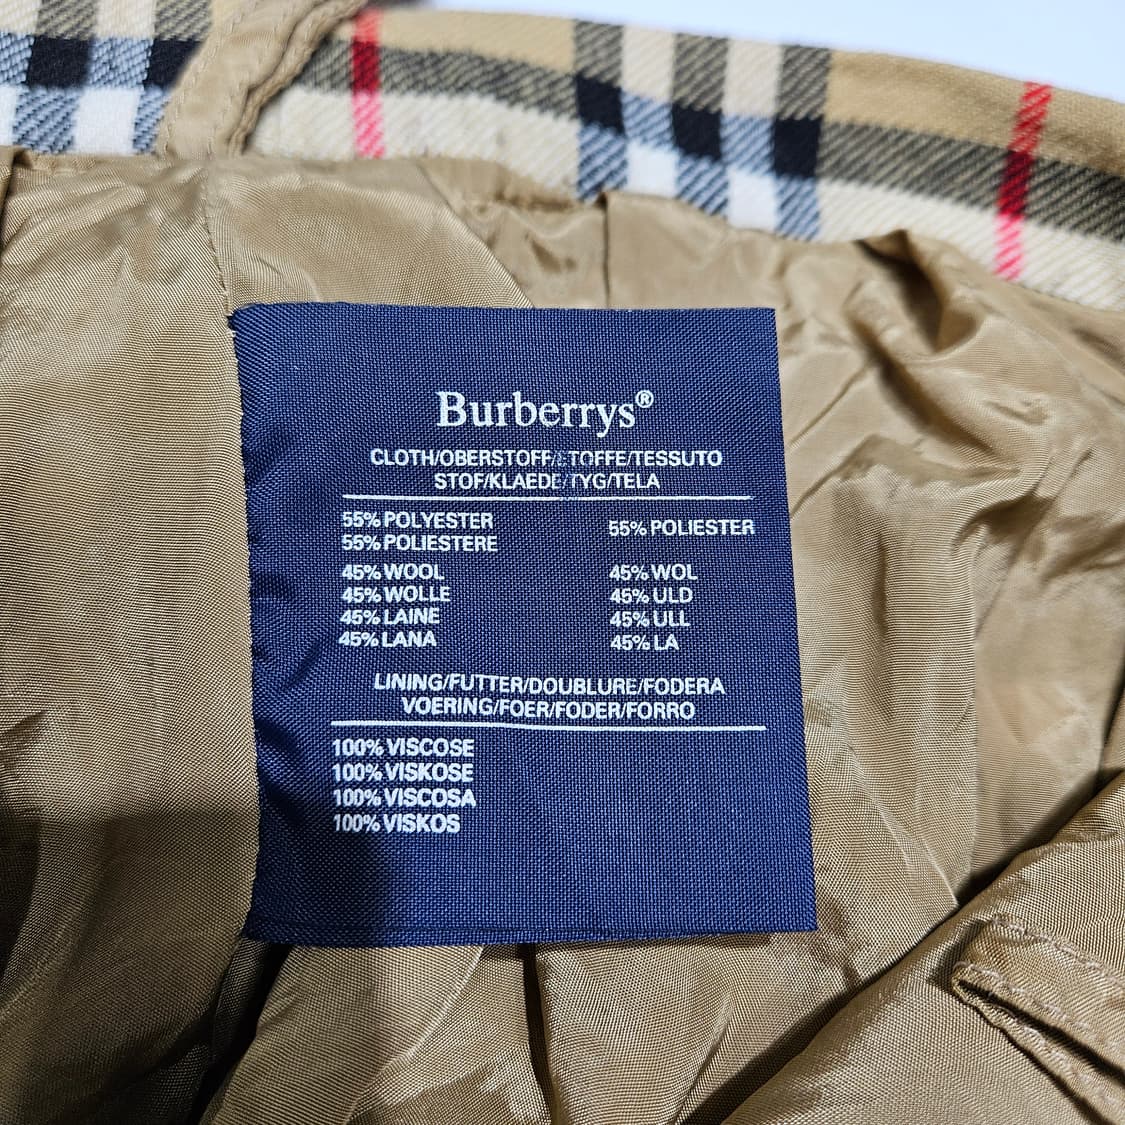 Burberrys®
CLOTH/OBERSTOFF/ETOFFE/TESSUTO
STOF/KLAEDE/TYG/TELA
55% POLYESTER
55% POLIESTERE
55% POLIESTER
45% WOOL
45% WOLLE
45% LAINE
45% LANA
45% WOL
45% ULD
45% ULL
45% LA
LINING/FUTTER/DOUBLURE/FODERA
VOERING/FOER/FODER/FORRO
100% VISCOSE
100% VISKOSE
100% VISCOSA
100% VISKOS